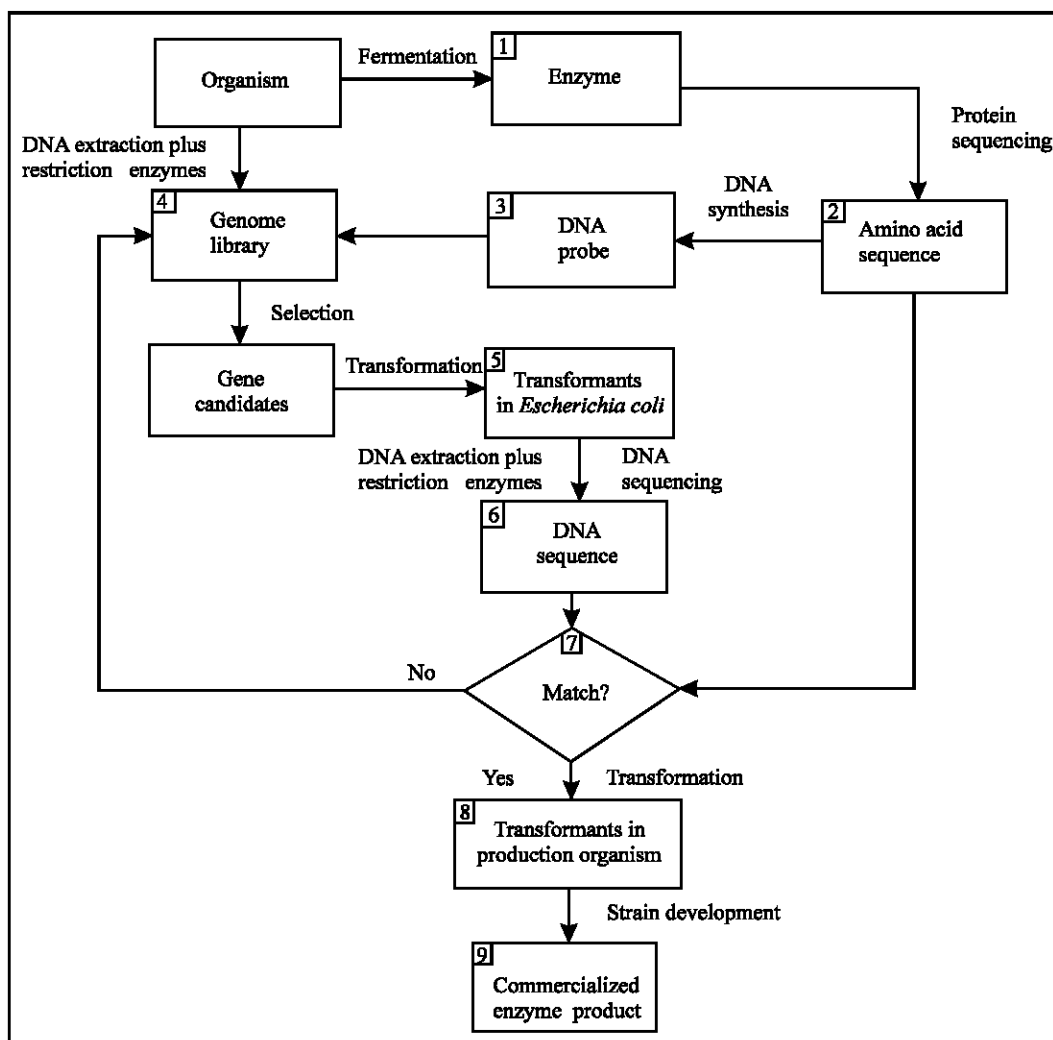 Organism
Fermentation
1
Enzyme
Protein
sequencing
DNA extraction plus
restriction enzymes
4
Genome
library
3
DNA
probe
DNA
synthesis
2
Amino acid
sequence
Selection
Gene
candidates
Transformation
5
Transformants
in Escherichia coli
DNA extraction plus
restriction enzymes
DNA
sequencing
6
DNA
sequence
7
Match?
No
Yes
Transformation
8
Transformants in
production organism
Strain development
9
Commercialized
enzyme product